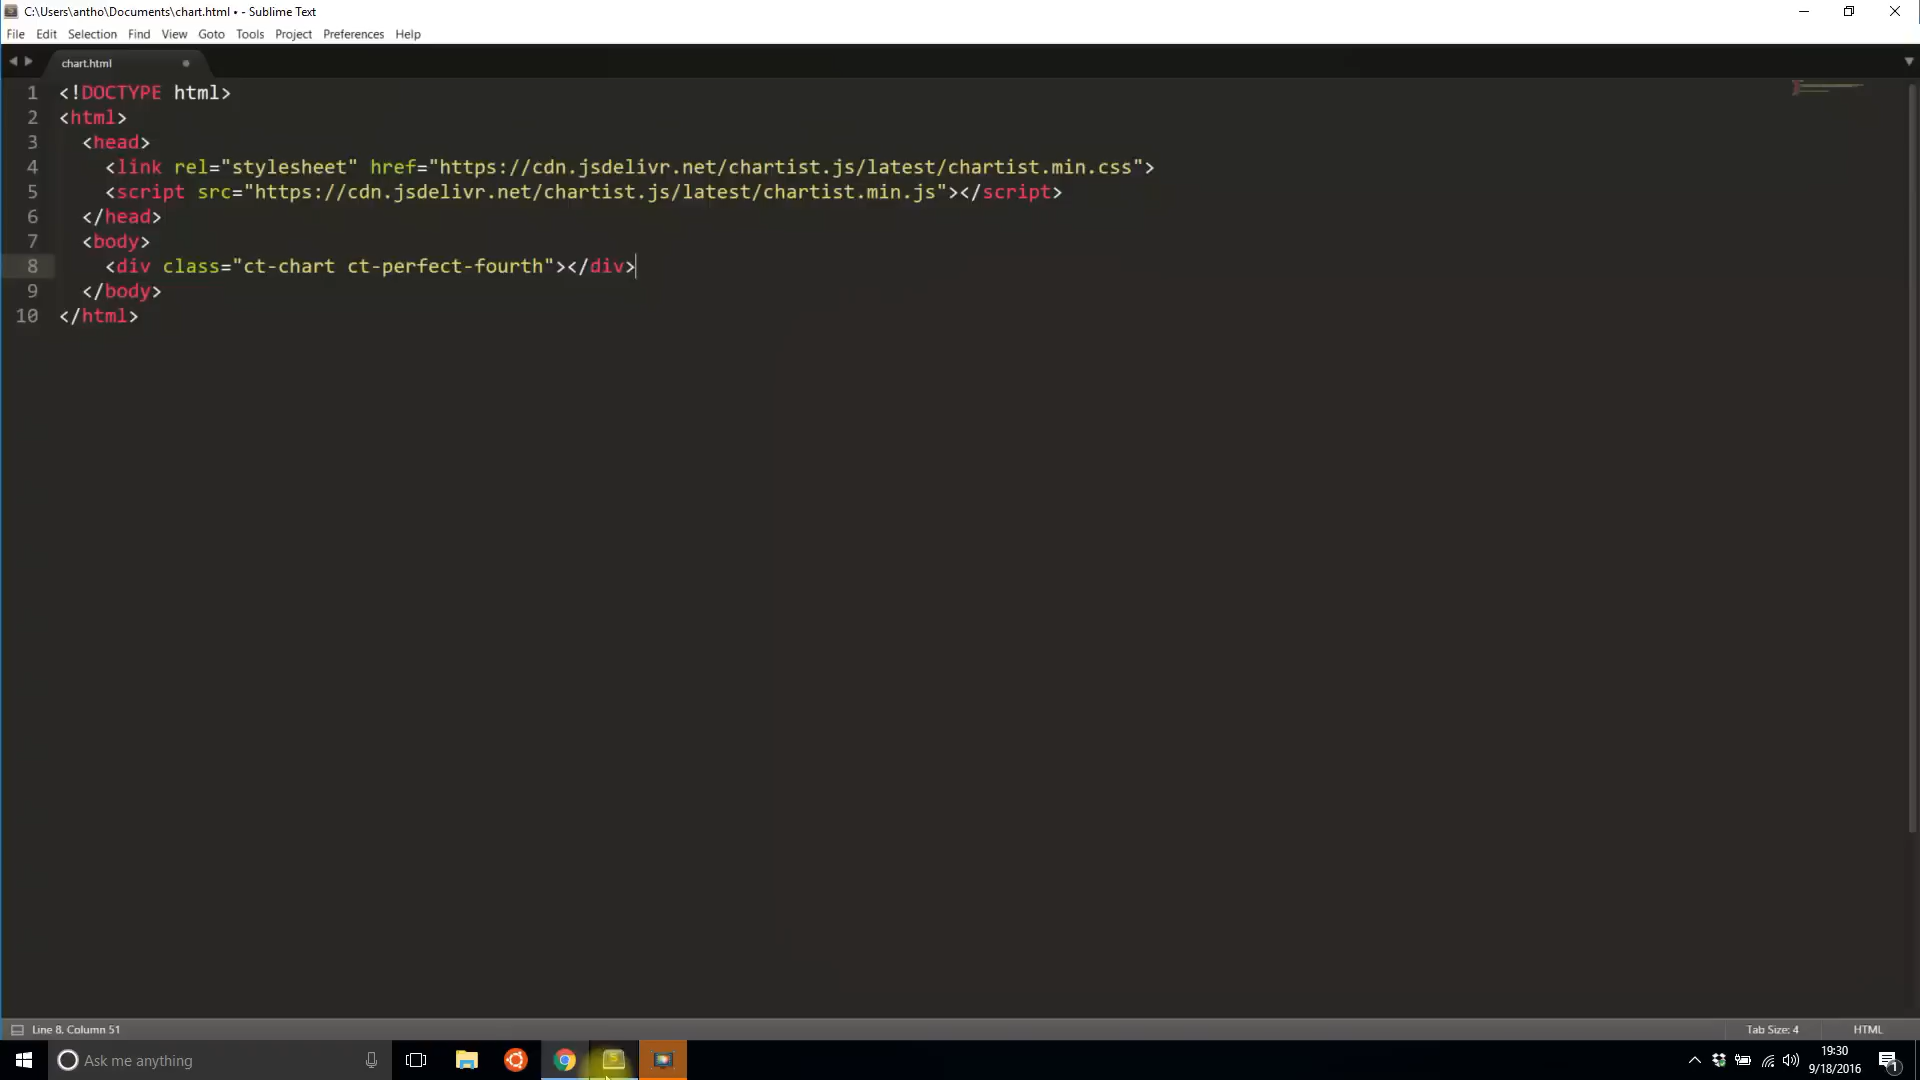 C:\Users\antho\Documents\chart.html • - Sublime Text
File Edit Selection Find View Goto Tools Project Preferences Help
chart.html
1 <!DOCTYPE html>
2 <html>
3 <head>
4 <link rel="stylesheet" href="https://cdn.jsdelivr.net/chartist.js/latest/chartist.min.css">
5 <script src="https://cdn.jsdelivr.net/chartist.js/latest/chartist.min.js"></script>
6 </head>
7 <body>
8 <div class="ct-chart ct-perfect-fourth"></div>
9 </body>
10 </html>
Line 8, Column 51
Tab Size: 4
HTML
Ask me anything
S
19:30
9/18/2016
1